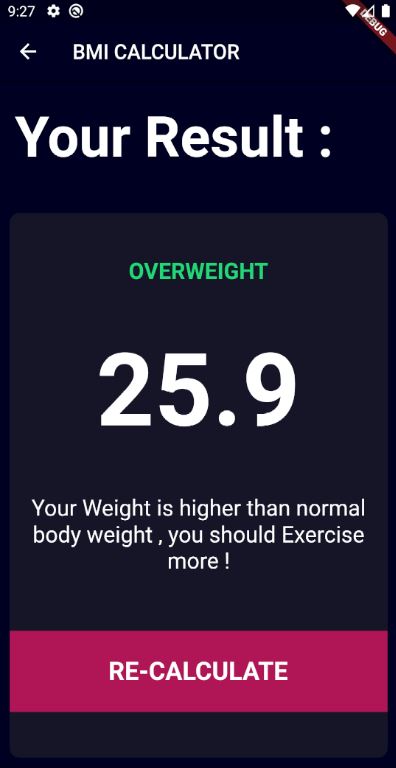 9:27
DEBUG
BMI CALCULATOR
Your Result :
OVERWEIGHT
25.9
Your Weight is higher than normal
body weight , you should Exercise
more !
RE-CALCULATE